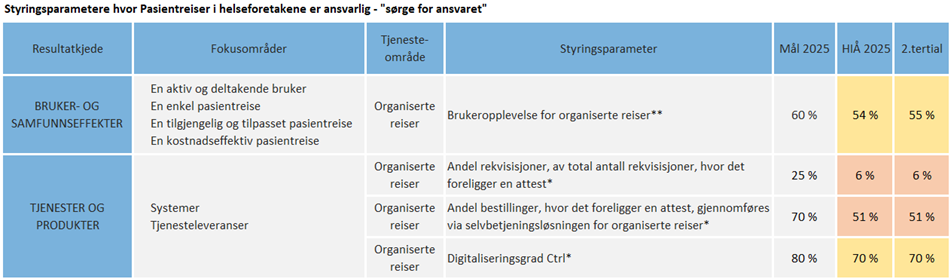 Styringsparametere hvor Pasientreiser i helseforetakene er ansvarlig - "sørge for ansvaret"
Resultatkjede
Fokusområder
Tjeneste-
område
Styringsparameter
Mål 2025
HIÅ 2025
2.tertial
BRUKER- OG
SAMFUNNSEFFEKTER
En aktiv og deltakende bruker
En enkel pasientreise
En tilgjengelig og tilpasset pasientreise
En kostnadseffektiv pasientreise
Organiserte
reiser
Brukeropplevelse for organiserte reiser**
60 %
54 %
55 %
TJENESTER OG
PRODUKTER
Systemer
Tjenesteleveranser
Organiserte
reiser
Andel rekvisisjoner, av total antall rekvisisjoner, hvor det
foreligger en attest*
25 %
6 %
6 %
Organiserte
reiser
Andel bestillinger, hvor det foreligger en attest, gjennomføres
via selvbetjeningsløsningen for organiserte reiser*
70 %
51 %
51 %
Organiserte
reiser
Digitaliseringsgrad Ctrl*
80 %
70 %
70 %